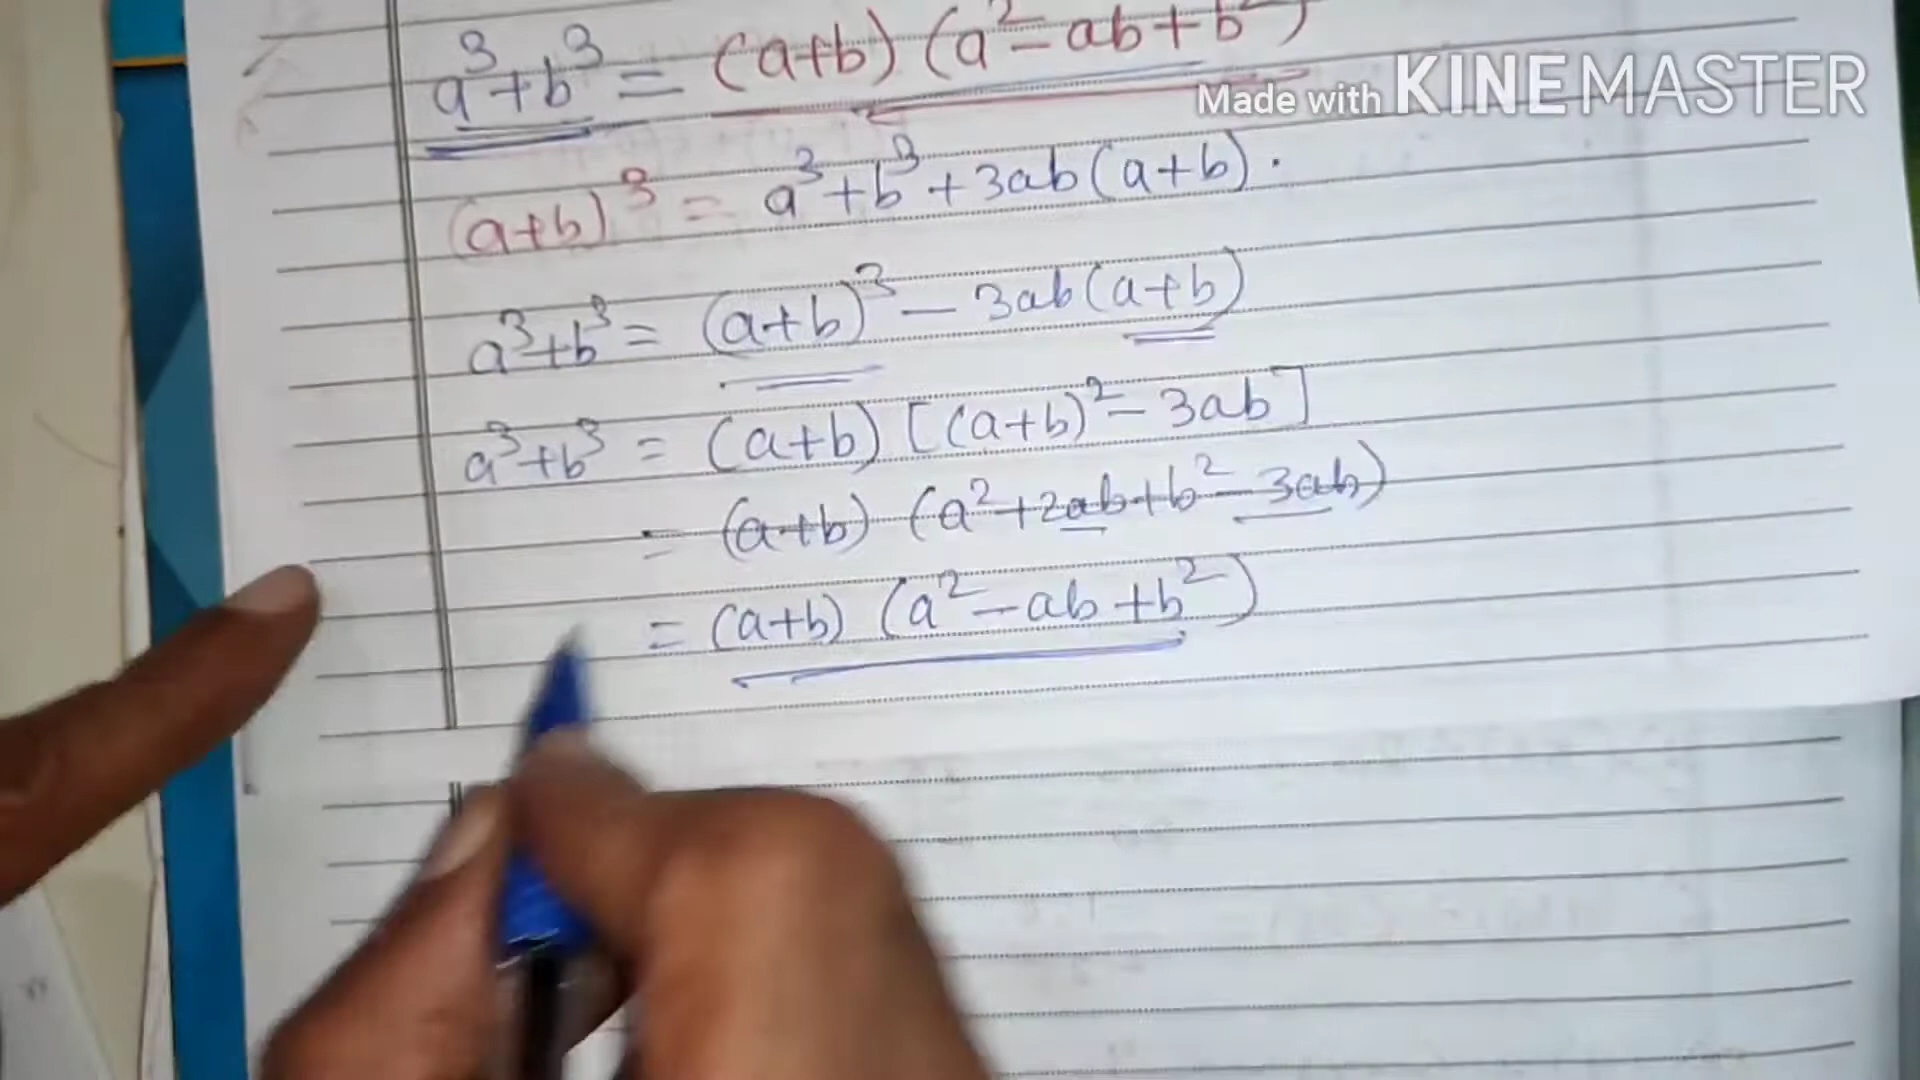 a³+b³ = (a+b) (a²-ab+b²)
Made with KINEMASTER
(a+b)³ = a³+b³+3ab(a+b).
a³+b³ = (a+b)³ - 3ab(a+b)
a³+b³ = (a+b) [(a+b)²-3ab]
= (a+b) (a²+2ab+b²-3ab)
= (a+b) (a²-ab+b²)